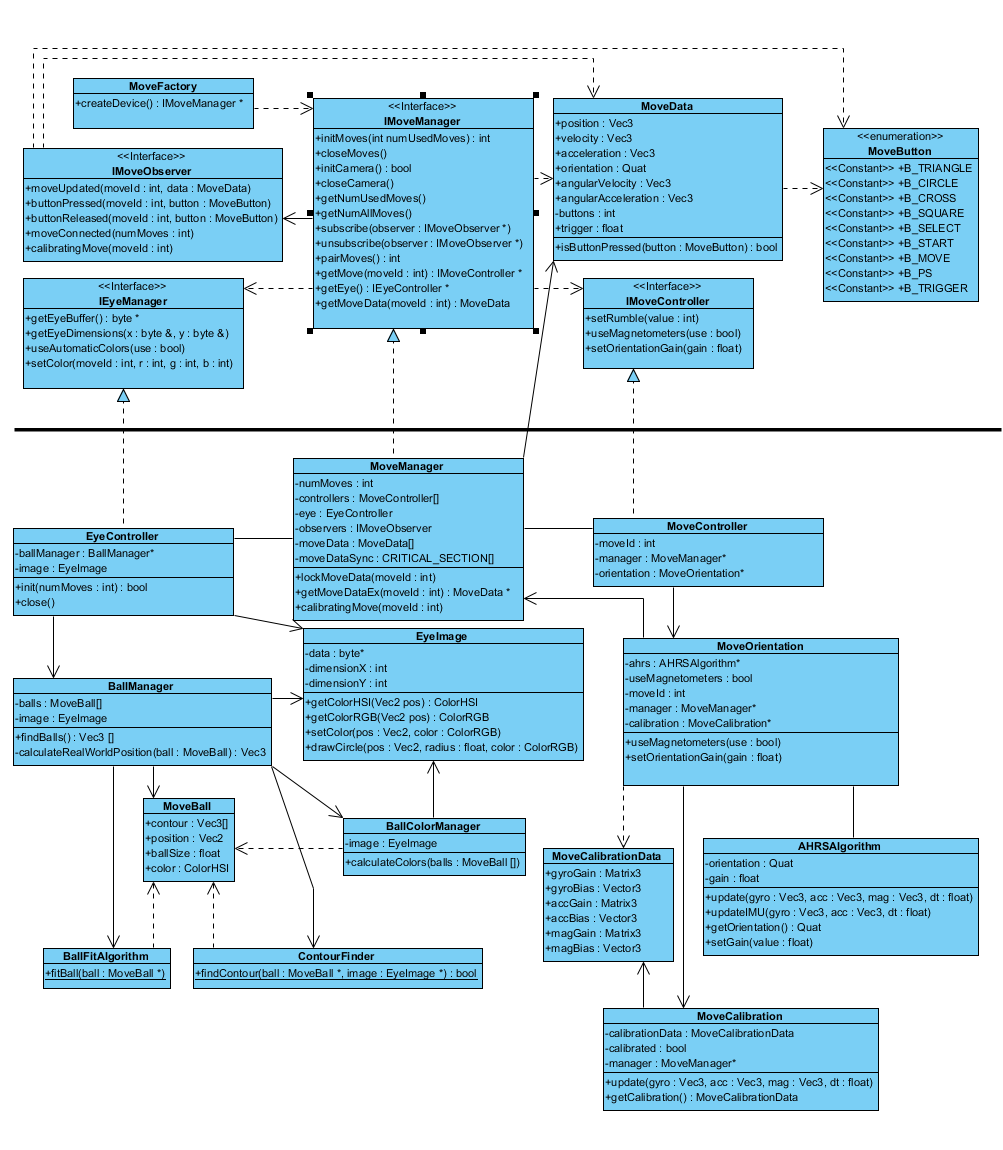 MoveFactory
+createDevice() : IMoveManager *
<<Interface>>
IMoveManager
+initMoves(int numUsedMoves) : int
+closeMoves()
+initCamera() : bool
+closeCamera()
+getNumUsedMoves()
+getNumAllMoves()
+subscribe(observer : IMoveObserver *)
+unsubscribe(observer : IMoveObserver *)
+pairMoves() : int
+getMove(moveId : int) : IMoveController *
+getEye() : IEyeController *
+getMoveData(moveId : int) : MoveData
MoveData
+position : Vec3
+velocity : Vec3
+acceleration : Vec3
+orientation : Quat
+angularVelocity : Vec3
+angularAcceleration : Vec3
-buttons : int
+trigger : float
+isButtonPressed(button : MoveButton) : bool
<<enumeration>>
MoveButton
<<Constant>> +B_TRIANGLE
<<Constant>> +B_CIRCLE
<<Constant>> +B_CROSS
<<Constant>> +B_SQUARE
<<Constant>> +B_SELECT
<<Constant>> +B_START
<<Constant>> +B_MOVE
<<Constant>> +B_PS
<<Constant>> +B_TRIGGER
<<Interface>>
IMoveObserver
+moveUpdated(moveId : int, data : MoveData)
+buttonPressed(moveId : int, button : MoveButton)
+buttonReleased(moveId : int, button : MoveButton)
+moveConnected(numMoves : int)
+calibratingMove(moveId : int)
<<Interface>>
IEyeManager
+getEyeBuffer() : byte *
+getEyeDimensions(x : byte &, y : byte &)
+useAutomaticColors(use : bool)
+setColor(moveId : int, r : int, g : int, b : int)
<<Interface>>
IMoveController
+setRumble(value : int)
+useMagnetometers(use : bool)
+setOrientationGain(gain : float)
MoveManager
-numMoves : int
-controllers : MoveController[]
-eye : EyeController
-observers : IMoveObserver
-moveData : MoveData[]
-moveDataSync : CRITICAL_SECTION[]
+lockMoveData(moveId : int)
+getMoveDataEx(moveId : int) : MoveData *
+calibratingMove(moveId : int)
EyeController
-ballManager : BallManager*
-image : EyeImage
+init(numMoves : int) : bool
+close()
MoveController
-moveId : int
-manager : MoveManager*
-orientation : MoveOrientation*
EyeImage
-data : byte*
-dimensionX : int
-dimensionY : int
+getColorHSI(Vec2 pos) : ColorHSI
+getColorRGB(Vec2 pos) : ColorRGB
+setColor(pos : Vec2, color : ColorRGB)
+drawCircle(pos : Vec2, radius : float, color : ColorRGB)
MoveOrientation
-ahrs : AHRSAlgorithm*
-useMagnetometers : bool
-moveId : int
-manager : MoveManager*
-calibration : MoveCalibration*
+useMagnetometers(use : bool)
+setOrientationGain(gain : float)
BallManager
-balls : MoveBall[]
-image : EyeImage
+findBalls() : Vec3 []
-calculateRealWorldPosition(ball : MoveBall) : Vec3
MoveBall
+contour : Vec3[]
+position : Vec2
+ballSize : float
+color : ColorHSI
BallColorManager
-image : EyeImage
+calculateColors(balls : MoveBall [])
MoveCalibrationData
+gyroGain : Matrix3
+gyroBias : Vector3
+accGain : Matrix3
+accBias : Vector3
+magGain : Matrix3
+magBias : Vector3
AHRSAlgorithm
-orientation : Quat
-gain : float
+update(gyro : Vec3, acc : Vec3, mag : Vec3, dt : float)
+updateIMU(gyro : Vec3, acc : Vec3, dt : float)
+getOrientation() : Quat
+setGain(value : float)
BallFitAlgorithm
+fitBall(ball : MoveBall *)
ContourFinder
+findContour(ball : MoveBall *, image : EyeImage *) : bool
MoveCalibration
-calibrationData : MoveCalibrationData
-calibrated : bool
-manager : MoveManager*
+update(gyro : Vec3, acc : Vec3, mag : Vec3, dt : float)
+getCalibration() : MoveCalibrationData